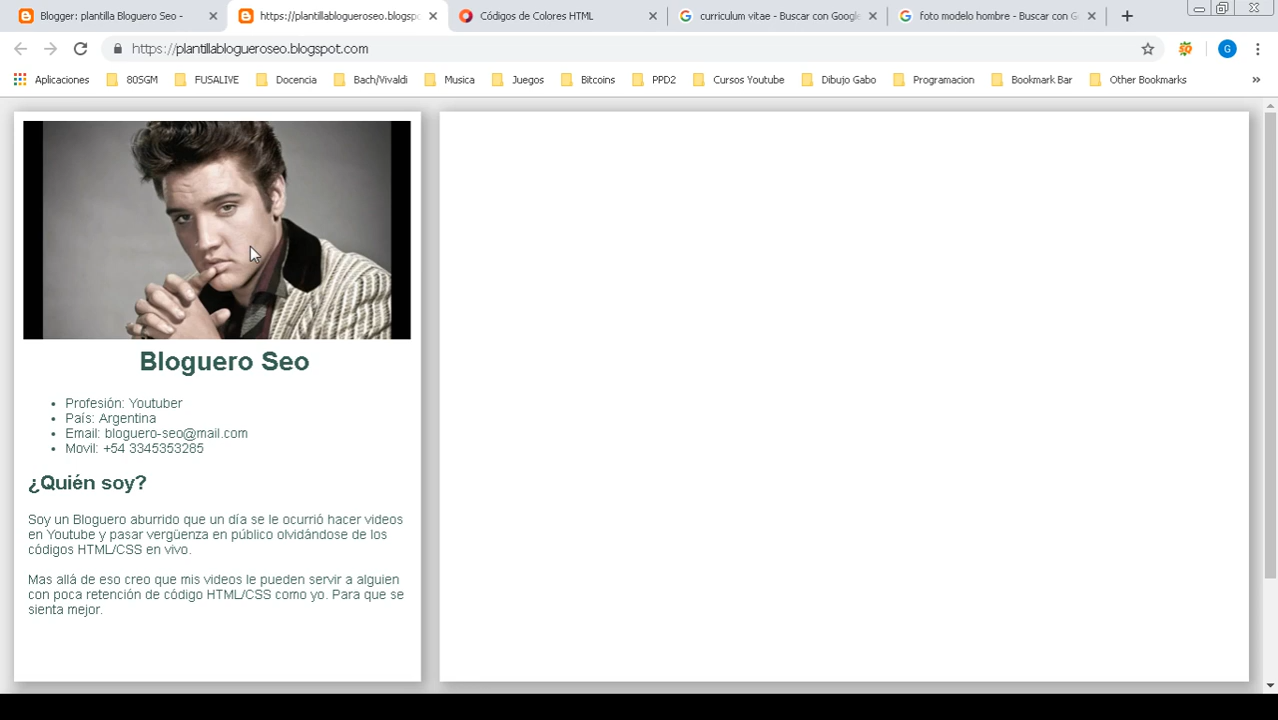 Blogger: plantilla Bloguero Seo -
https://plantillablogueroseo.blogspo
Códigos de Colores HTML
curriculum vitae - Buscar con Google
foto modelo hombre - Buscar con G
https://plantillablogueroseo.blogspot.com
G
Aplicaciones
80SGM
FUSALIVE
Docencia
Bach/Vivaldi
Musica
Juegos
Bitcoins
PPD2
Cursos Youtube
Dibujo Gabo
Programacion
Bookmark Bar
Other Bookmarks
»
Bloguero Seo
• Profesión: Youtuber
• País: Argentina
• Email: bloguero-seo@mail.com
• Movil: +54 3345353285
¿Quién soy?
Soy un Bloguero aburrido que un día se le ocurrió hacer videos
en Youtube y pasar vergüenza en público olvidándose de los
códigos HTML/CSS en vivo.
Mas allá de eso creo que mis videos le pueden servir a alguien
con poca retención de código HTML/CSS como yo. Para que se
sienta mejor.